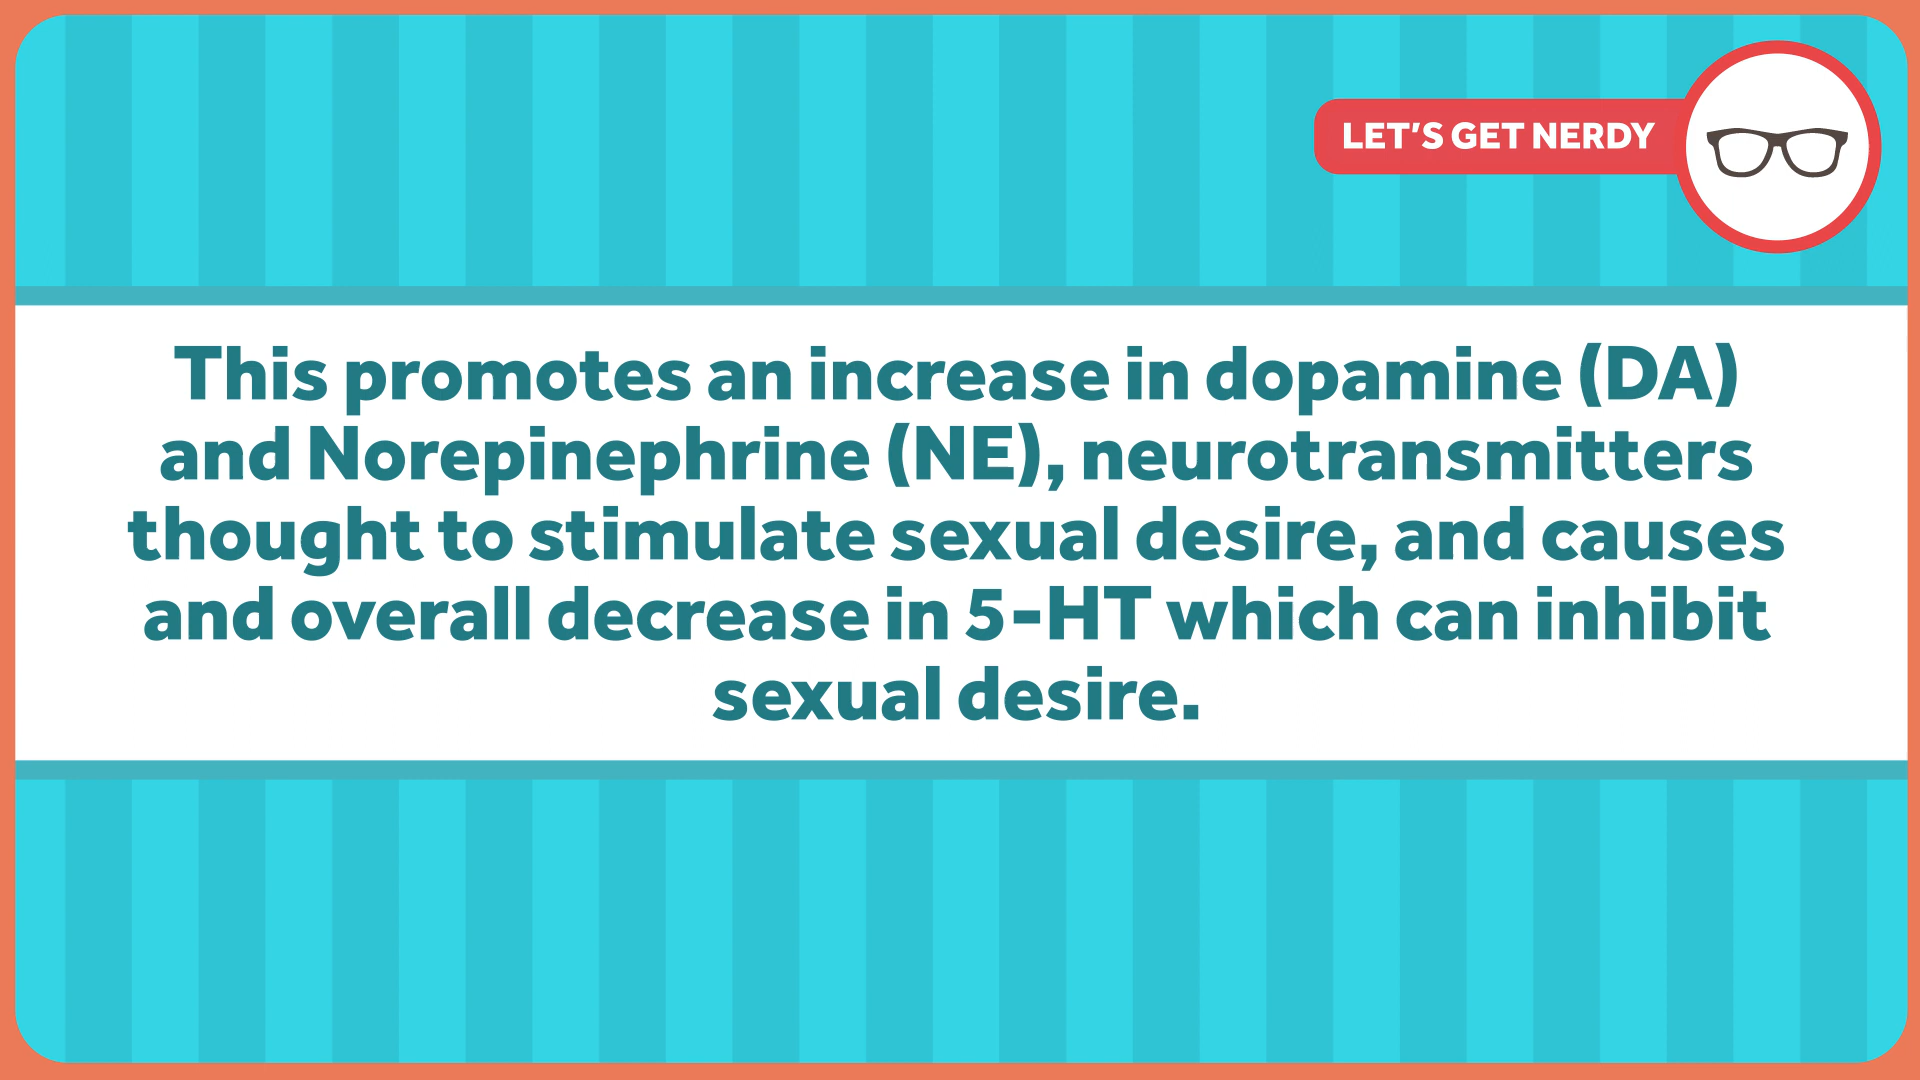 LET'S GET NERDY
This promotes an increase in dopamine (DA)
and Norepinephrine (NE), neurotransmitters
thought to stimulate sexual desire, and causes
and overall decrease in 5-HT which can inhibit
sexual desire.